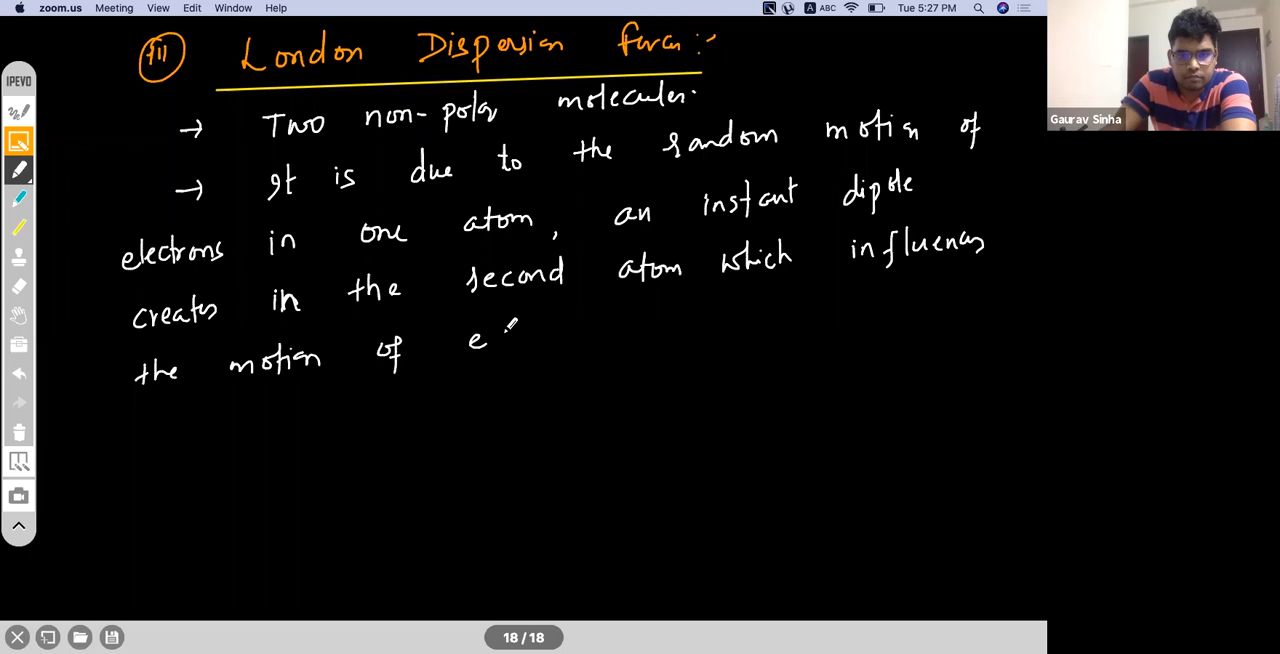 zoom.us Meeting View Edit Window Help
A ABC Tue 5:27 PM
IPEVO
(iii) London Dispersion force :-
→ Two non-polar molecules.
→ It is due to the random motion of
electrons in one atom, an instant dipole
creates in the second atom which influences
the motion of e
Gaurav Sinha
18 / 18